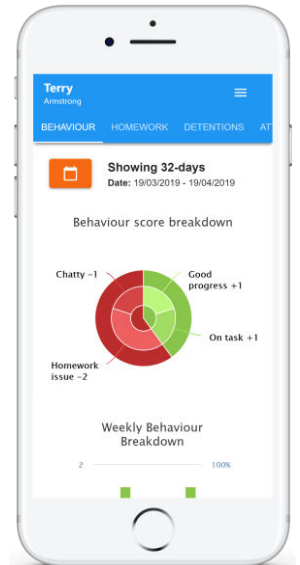 Terry
Armstrong
BEHAVIOUR HOMEWORK DETENTIONS AT
Showing 32-days
Date: 19/03/2019 - 19/04/2019
Behaviour score breakdown
Chatty −1
Good
progress +1
On task +1
Homework
issue −2
Weekly Behaviour
Breakdown
2 100%